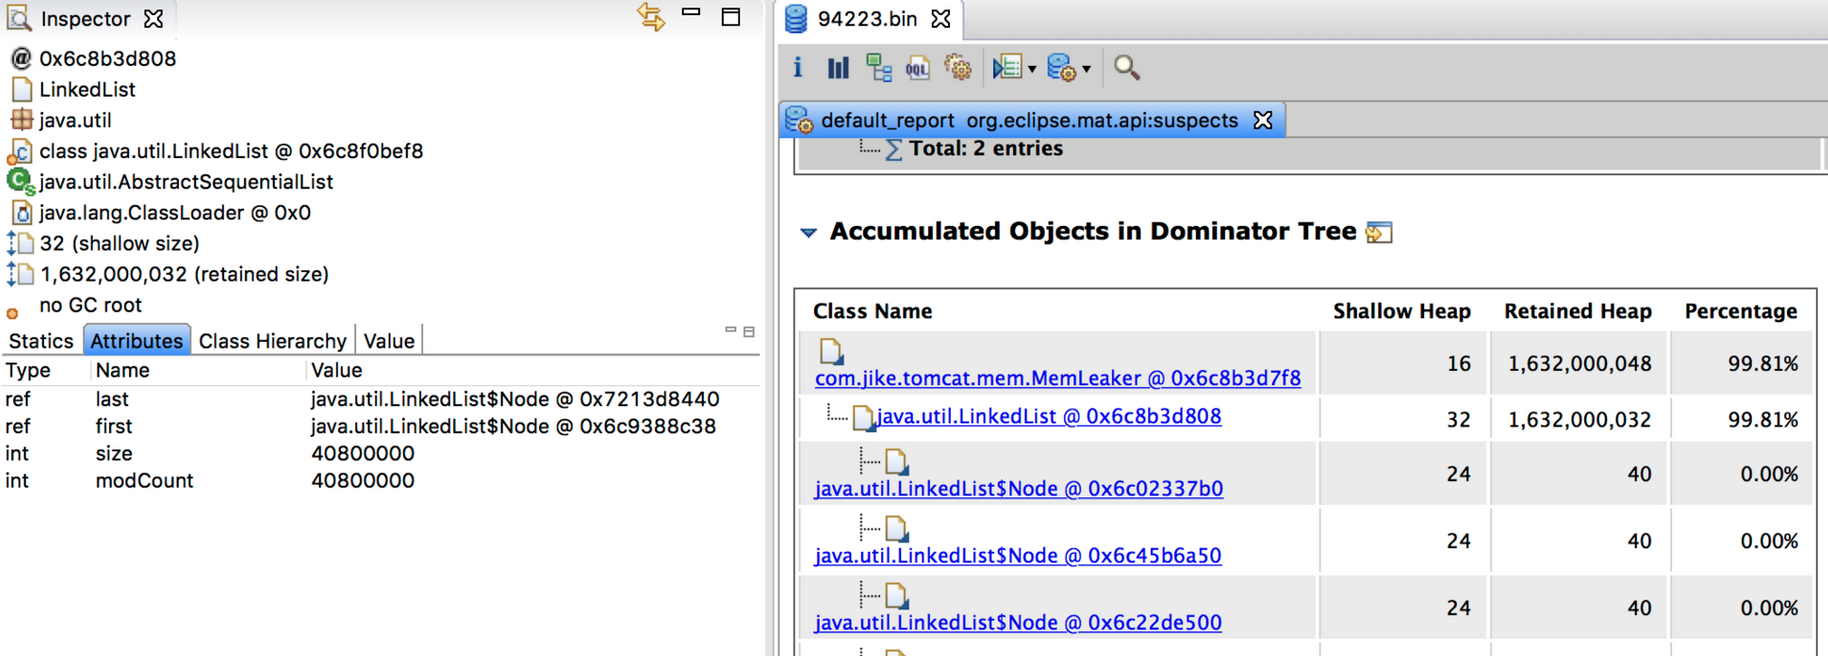 Inspector
@ 0x6c8b3d808
LinkedList
java.util
class java.util.LinkedList @ 0x6c8f0bef8
java.util.AbstractSequentialList
java.lang.ClassLoader @ 0x0
32 (shallow size)
1,632,000,032 (retained size)
no GC root
Statics Attributes Class Hierarchy Value
Type Name Value
ref last java.util.LinkedList$Node @ 0x7213d8440
ref first java.util.LinkedList$Node @ 0x6c9388c38
int size 40800000
int modCount 40800000
94223.bin
i OQL
default_report org.eclipse.mat.api:suspects
∑ Total: 2 entries
Accumulated Objects in Dominator Tree
Class Name Shallow Heap Retained Heap Percentage
com.jike.tomcat.mem.MemLeaker @ 0x6c8b3d7f8 16 1,632,000,048 99.81%
java.util.LinkedList @ 0x6c8b3d808 32 1,632,000,032 99.81%
java.util.LinkedList$Node @ 0x6c02337b0 24 40 0.00%
java.util.LinkedList$Node @ 0x6c45b6a50 24 40 0.00%
java.util.LinkedList$Node @ 0x6c22de500 24 40 0.00%